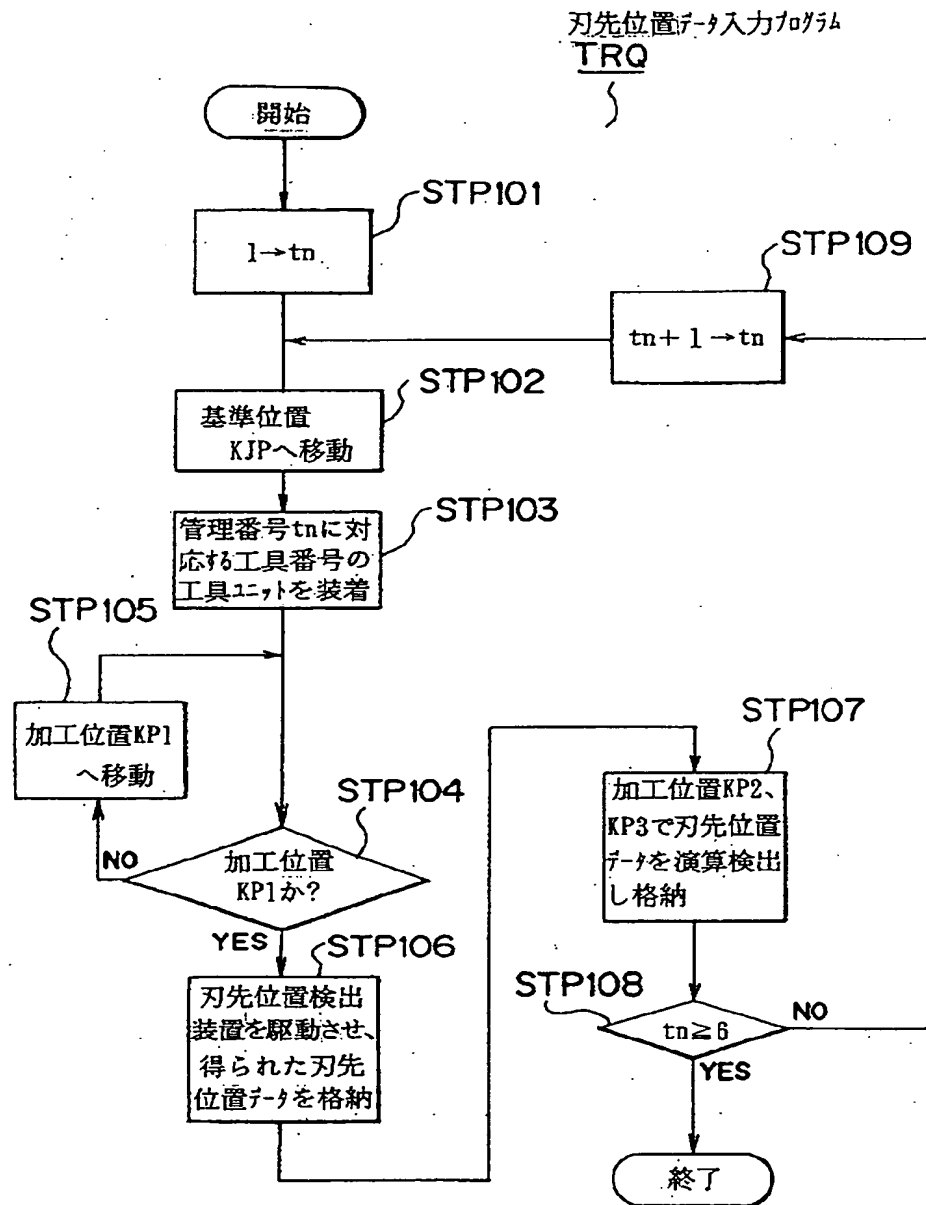 刃先位置データ入力プログラム
TRQ
開始
STP101
1→tn
STP109
tn+1→tn
STP102
基準位置
KJPへ移動
STP103
管理番号tnに対
応する工具番号の
工具ユニットを装着
STP105
加工位置KP1
へ移動
STP104
加工位置
KP1か?
NO
YES
STP106
刃先位置検出
装置を駆動させ、
得られた刃先
位置データを格納
STP107
加工位置KP2、
KP3で刃先位置
データを演算検出
し格納
STP108
tn≧6
NO
YES
終了